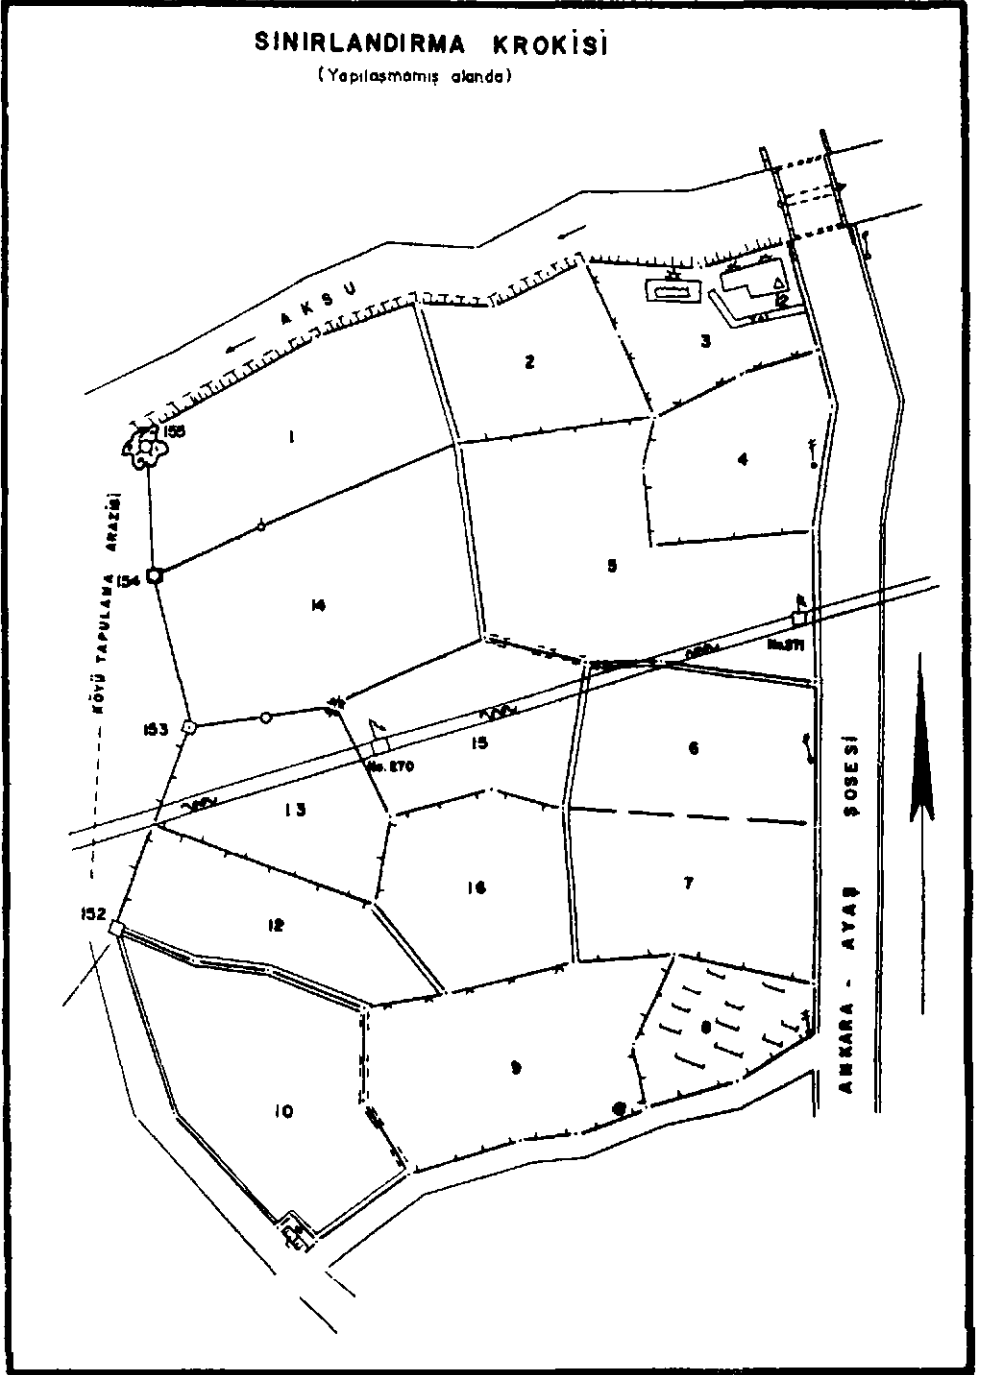 SINIRLANDIRMA KROKİSİ
(Yapılaşmamış alanda)
AKSU
1
2
3
4
5
6
7
8
9
10
12
13
14
15
16
155
154
153
152
No.271
No.270
KÖYÜ TAPULAMA ARAZİSİ
ANKARA - AYAŞ ŞOSESİ